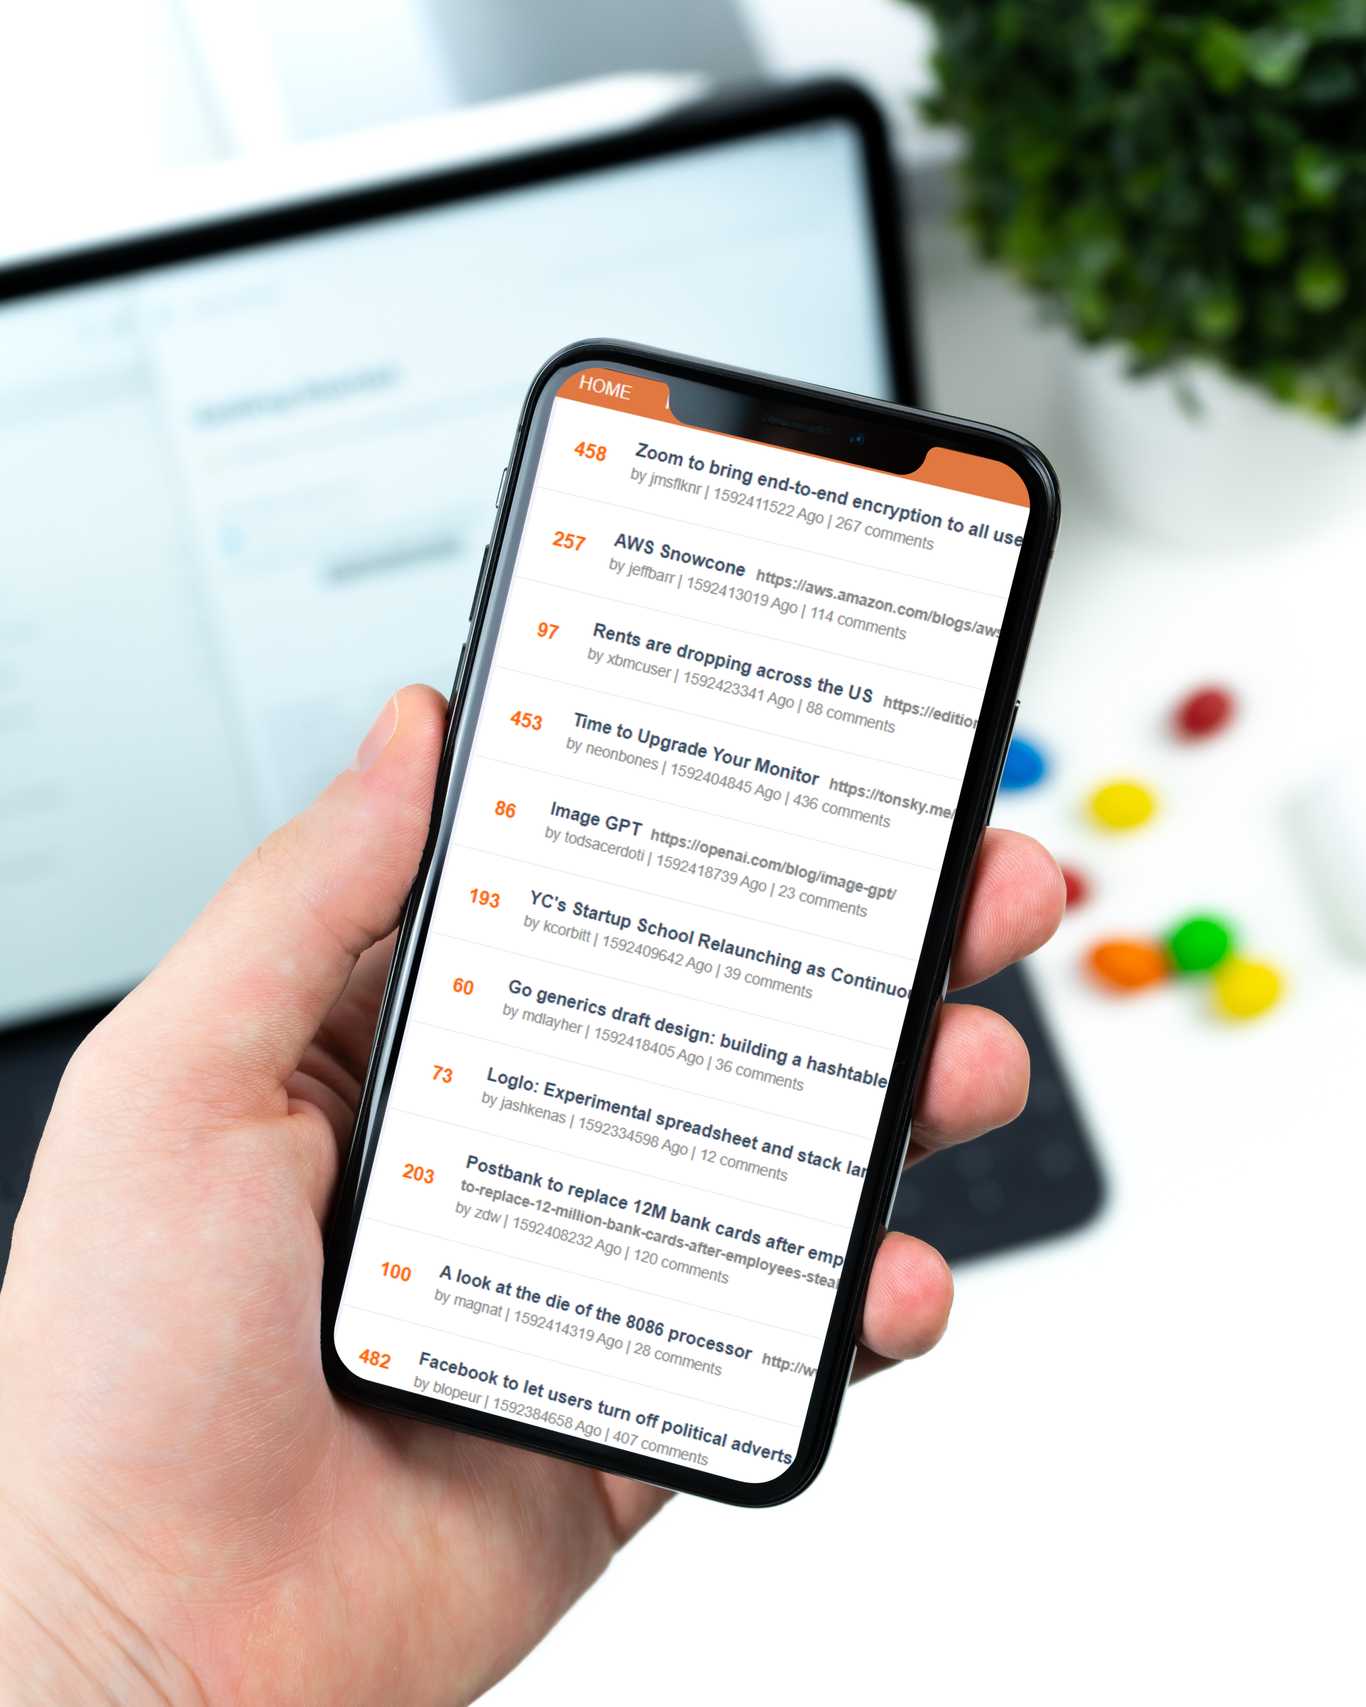 HOME
458 Zoom to bring end-to-end encryption to all use
by jmsflknr | 1592411522 Ago | 267 comments
257 AWS Snowcone https://aws.amazon.com/blogs/aws
by jeffbarr | 1592413019 Ago | 114 comments
97 Rents are dropping across the US https://edition
by xbmcuser | 1592423341 Ago | 88 comments
453 Time to Upgrade Your Monitor https://tonsky.me/
by neonbones | 1592404845 Ago | 436 comments
86 Image GPT https://openai.com/blog/image-gpt/
by todsacerdoti | 1592418739 Ago | 23 comments
193 YC's Startup School Relaunching as Continuo
by kcorbitt | 1592409642 Ago | 39 comments
60 Go generics draft design: building a hashtable
by mdlayher | 1592418405 Ago | 36 comments
73 Loglo: Experimental spreadsheet and stack lan
by jashkenas | 1592334598 Ago | 12 comments
203 Postbank to replace 12M bank cards after emp
to-replace-12-million-bank-cards-after-employees-steal
by zdw | 1592408232 Ago | 120 comments
100 A look at the die of the 8086 processor http://w
by magnat | 1592414319 Ago | 28 comments
482 Facebook to let users turn off political adverts
by blopeur | 1592384658 Ago | 407 comments